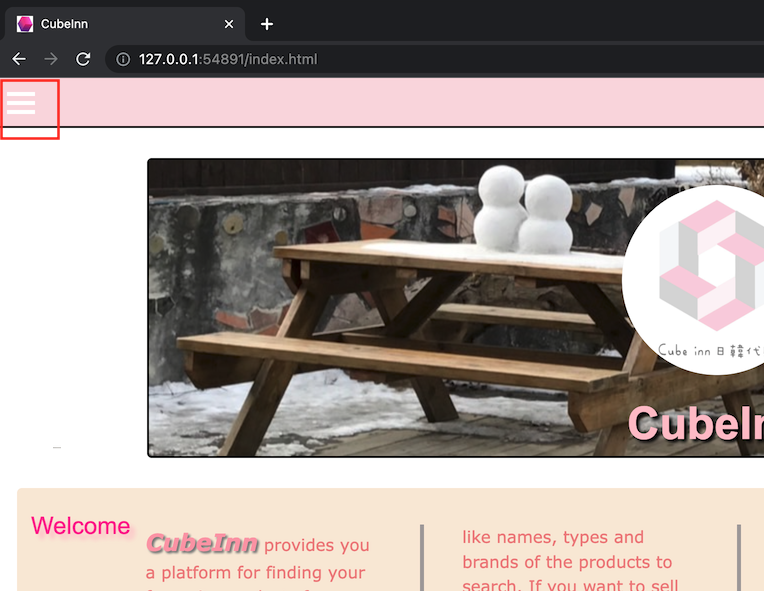 CubeInn
127.0.0.1:54891/index.html
Cube inn 日韓代
CubeIn
Welcome
CubeInn provides you
a platform for finding your
like names, types and
brands of the products to
search. If you want to sell